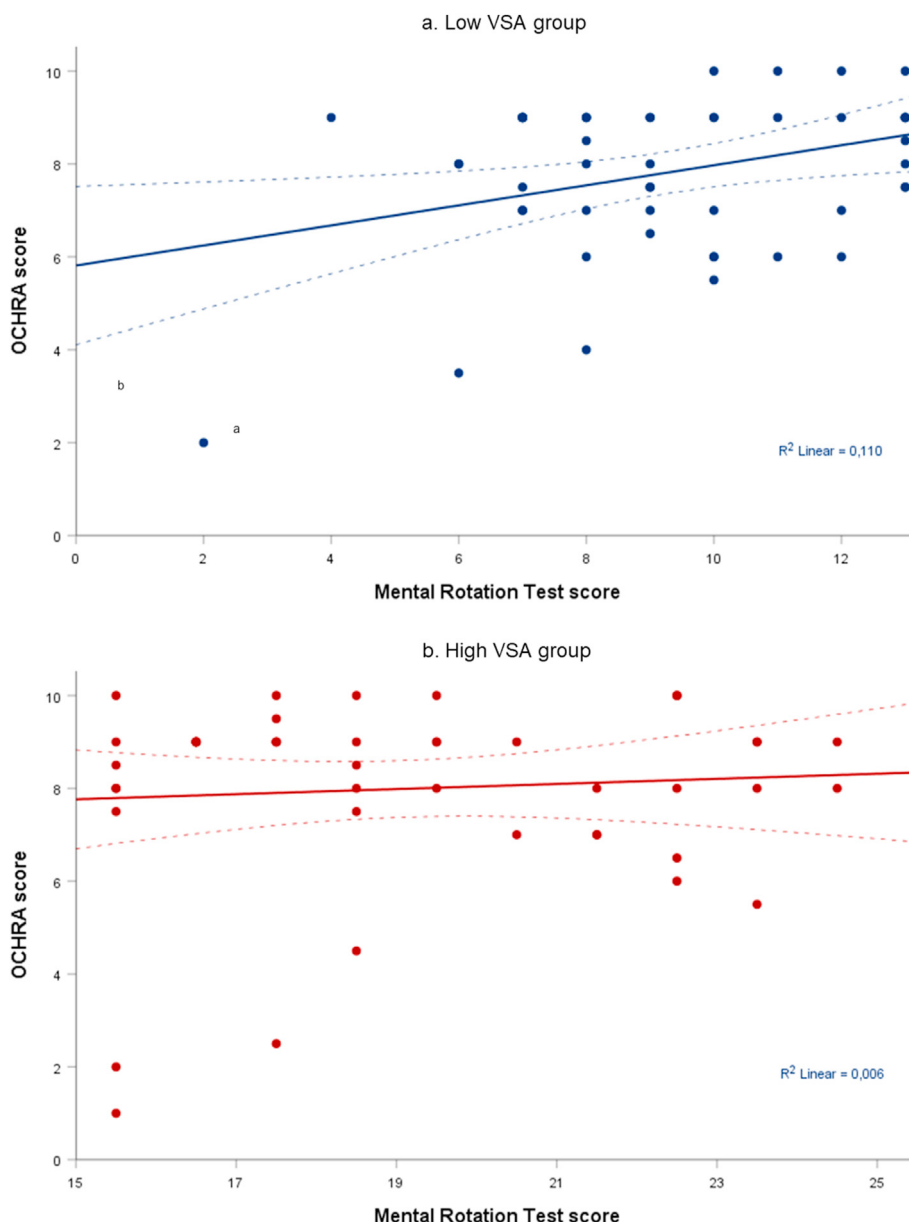 a. Low VSA group
10
8
6
4
2
0
OCHRA score
b
a
R² Linear = 0,110
0 2 4 6 8 10 12
Mental Rotation Test score
b. High VSA group
10
8
6
4
2
0
OCHRA score
R² Linear = 0,006
15 17 19 21 23 25
Mental Rotation Test score